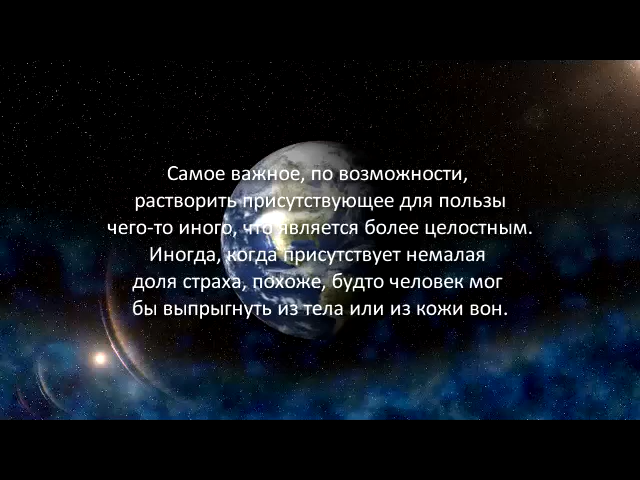 Самое важное, по возможности,
растворить присутствующее для пользы
чего-то иного, что является более целостным.
Иногда, когда присутствует немалая
доля страха, похоже, будто человек мог
бы выпрыгнуть из тела или из кожи вон.